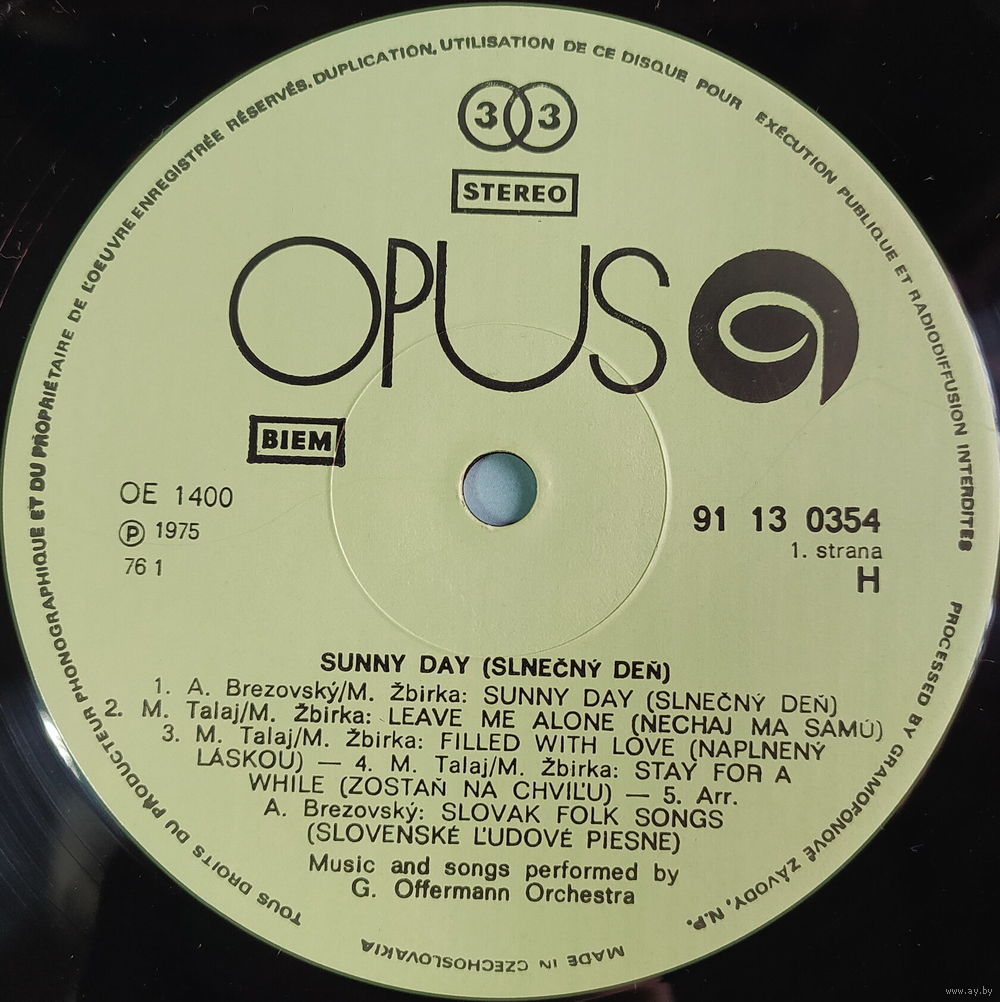 TOUS DROITS DU PRODUCTEUR PHONOGRAPHIQUE ET DU PROPRIÉTAIRE DE L'OEUVRE ENREGISTRÉE RÉSERVÉS. DUPLICATION, UTILISATION DE CE DISQUE POUR EXÉCUTION PUBLIQUE ET RADIODIFFUSION INTERDITES
33
STEREO
OPUS
BIEM
OE 1400
℗ 1975
76 1
91 13 0354
1. strana
H
SUNNY DAY (SLNEČNÝ DEŇ)
1. A. Brezovský/M. Žbirka: SUNNY DAY (SLNEČNÝ DEŇ)
2. M. Talaj/M. Žbirka: LEAVE ME ALONE (NECHAJ MA SAMÚ)
3. M. Talaj/M. Žbirka: FILLED WITH LOVE (NAPLNENÝ
LÁSKOU) — 4. M. Talaj/M. Žbirka: STAY FOR A
WHILE (ZOSTAŇ NA CHVÍĽU) — 5. Arr.
A. Brezovský: SLOVAK FOLK SONGS
(SLOVENSKÉ ĽUDOVÉ PIESNE)
Music and songs performed by
G. Offermann Orchestra
PROCESSED BY GRAMOFONOVÉ ZÁVODY, N.P.
MADE IN CZECHOSLOVAKIA
www.ay.by